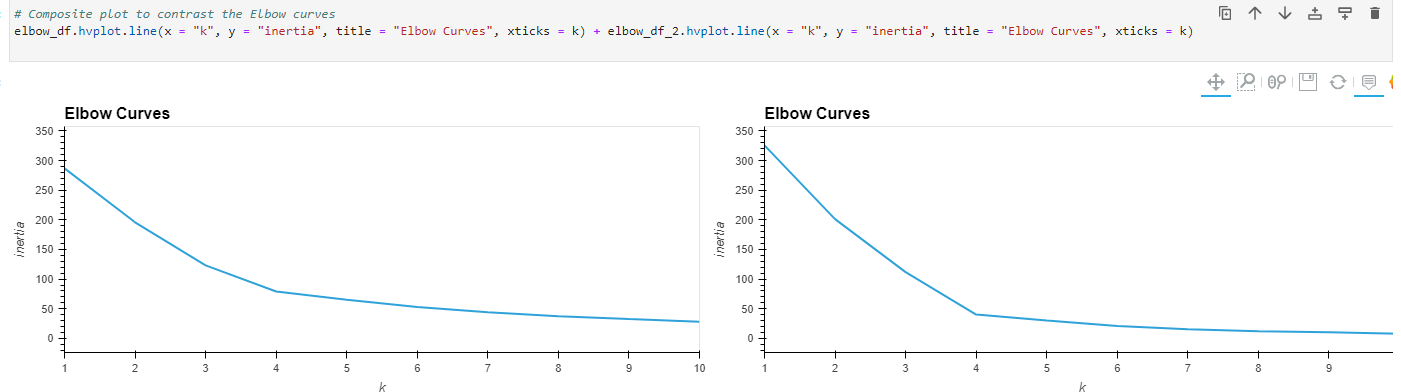 # Composite plot to contrast the Elbow curves
elbow_df.hvplot.line(x = "k", y = "inertia", title = "Elbow Curves", xticks = k) + elbow_df_2.hvplot.line(x = "k", y = "inertia", title = "Elbow Curves", xticks = k)
Elbow Curves
350
300
250
200
150
100
50
0
inertia
1 2 3 4 5 6 7 8 9 10
k
Elbow Curves
350
300
250
200
150
100
50
0
inertia
1 2 3 4 5 6 7 8 9
k